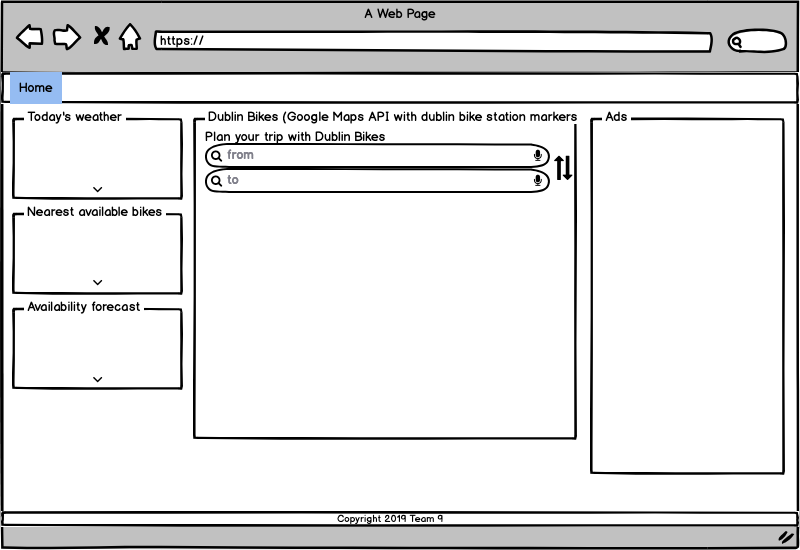 A Web Page
https://
Home
Today's weather
Nearest available bikes
Availability forecast
Dublin Bikes (Google Maps API with dublin bike station markers
Plan your trip with Dublin Bikes
from
to
Ads
Copyright 2019 Team 9